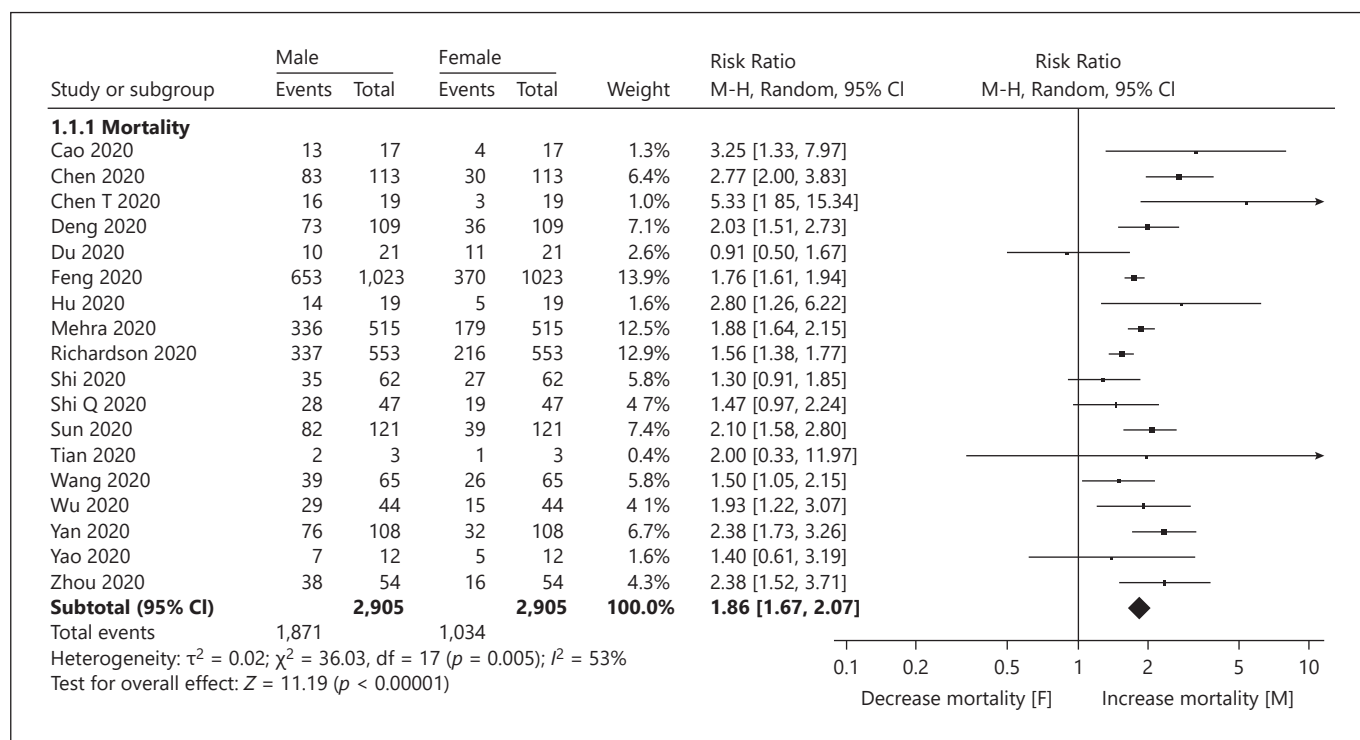 Male Female Risk Ratio Risk Ratio
Study or subgroup Events Total Events Total Weight M-H, Random, 95% CI M-H, Random, 95% CI
1.1.1 Mortality
Cao 2020 13 17 4 17 1.3% 3.25 [1.33, 7.97]
Chen 2020 83 113 30 113 6.4% 2.77 [2.00, 3.83]
Chen T 2020 16 19 3 19 1.0% 5.33 [1 85, 15.34]
Deng 2020 73 109 36 109 7.1% 2.03 [1.51, 2.73]
Du 2020 10 21 11 21 2.6% 0.91 [0.50, 1.67]
Feng 2020 653 1,023 370 1023 13.9% 1.76 [1.61, 1.94]
Hu 2020 14 19 5 19 1.6% 2.80 [1.26, 6.22]
Mehra 2020 336 515 179 515 12.5% 1.88 [1.64, 2.15]
Richardson 2020 337 553 216 553 12.9% 1.56 [1.38, 1.77]
Shi 2020 35 62 27 62 5.8% 1.30 [0.91, 1.85]
Shi Q 2020 28 47 19 47 4 7% 1.47 [0.97, 2.24]
Sun 2020 82 121 39 121 7.4% 2.10 [1.58, 2.80]
Tian 2020 2 3 1 3 0.4% 2.00 [0.33, 11.97]
Wang 2020 39 65 26 65 5.8% 1.50 [1.05, 2.15]
Wu 2020 29 44 15 44 4 1% 1.93 [1.22, 3.07]
Yan 2020 76 108 32 108 6.7% 2.38 [1.73, 3.26]
Yao 2020 7 12 5 12 1.6% 1.40 [0.61, 3.19]
Zhou 2020 38 54 16 54 4.3% 2.38 [1.52, 3.71]
Subtotal (95% CI) 2,905 2,905 100.0% 1.86 [1.67, 2.07]
Total events 1,871 1,034
Heterogeneity: τ² = 0.02; χ² = 36.03, df = 17 (p = 0.005); I² = 53%
Test for overall effect: Z = 11.19 (p < 0.00001)
0.1 0.2 0.5 1 2 5 10
Decrease mortality [F] Increase mortality [M]